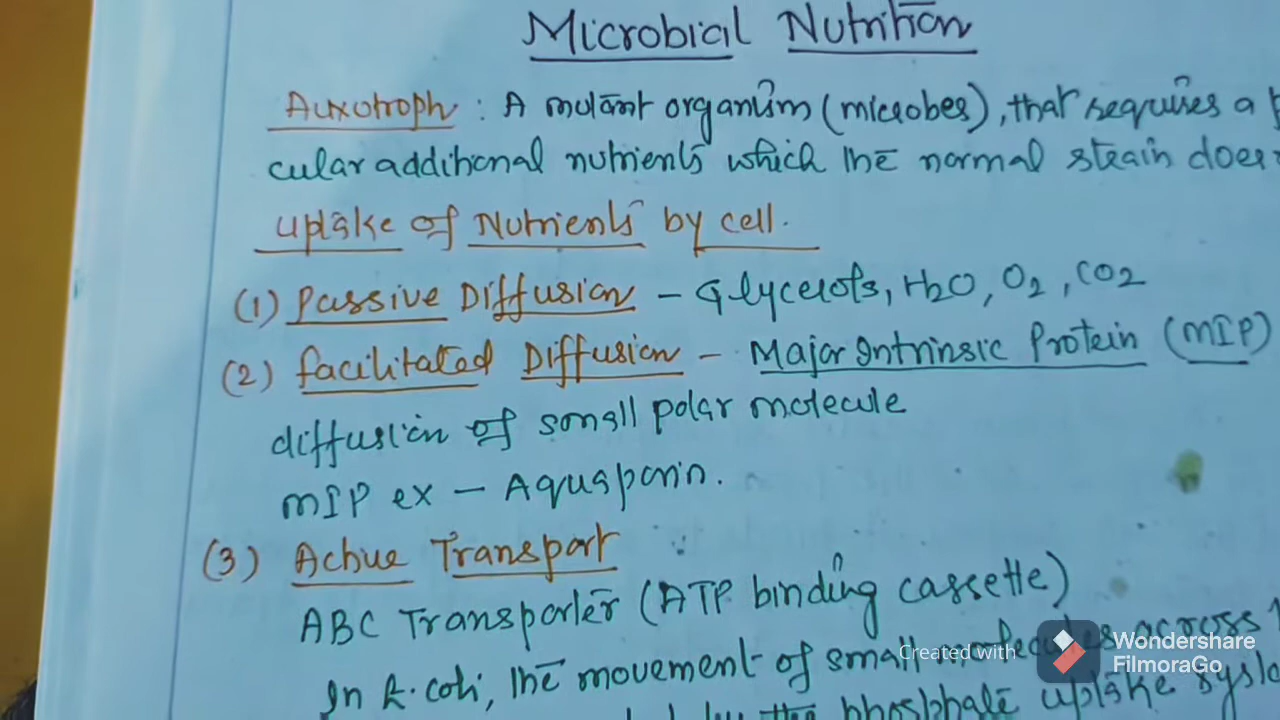 Microbial Nutrition
Auxotroph : A mutant organism (microbes), that requires a
cular additional nutrients which the normal strain does
Uptake of Nutrients by cell.
(1) Passive Diffusion – Glycerols, H2O, O2, CO2
(2) Facilitated Diffusion – Major Intrinsic Protein (MIP)
diffusion of small polar molecule
MIP ex – Aquaporin.
(3) Active Transport
ABC Transporter (ATP binding cassette)
In E. coli, the movement of small molecules across
by the phosphate uptake
Created with
Wondershare
FilmoraGo